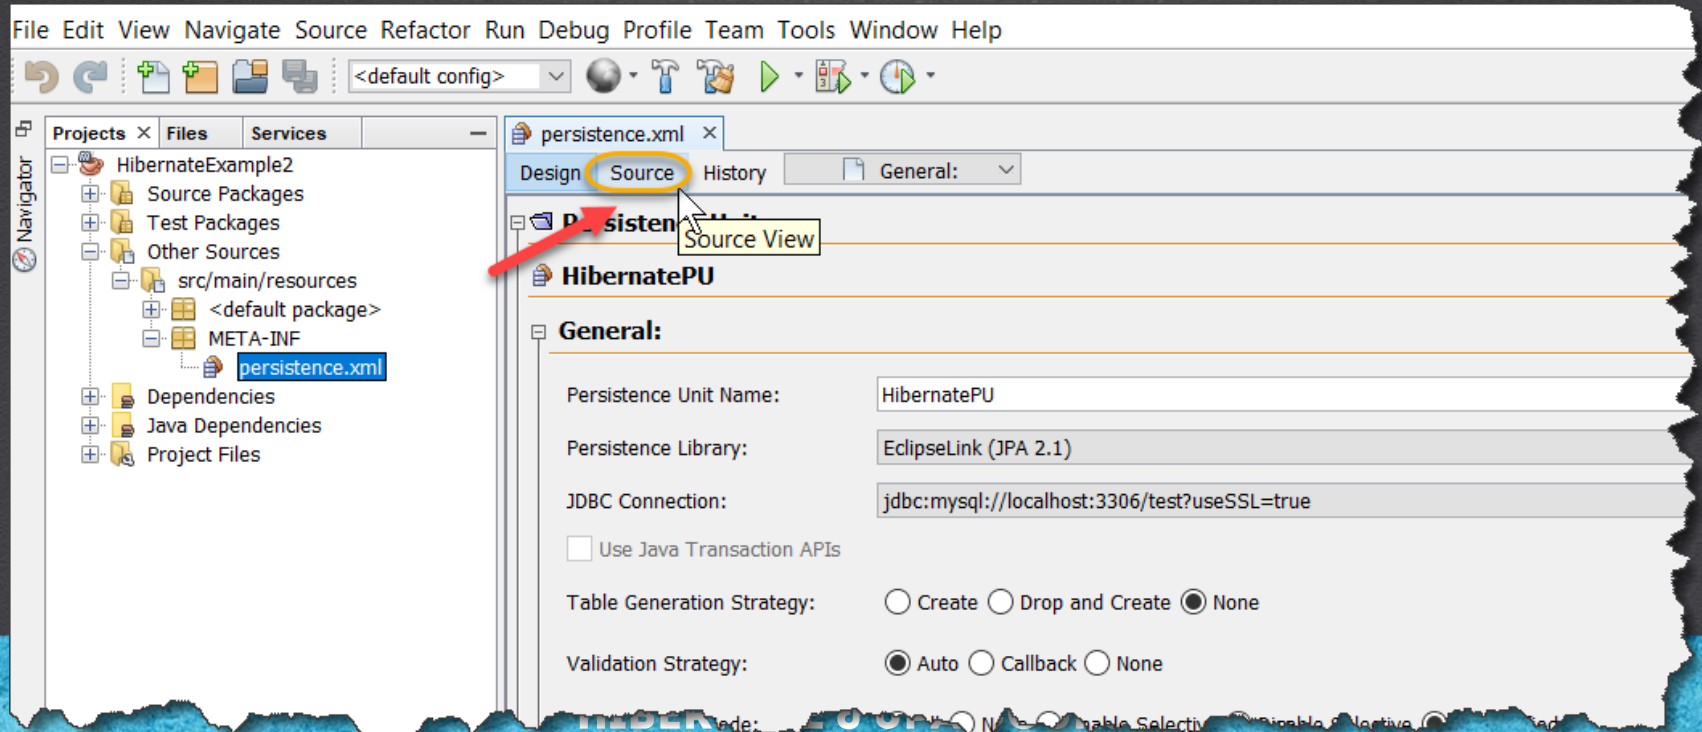 File Edit View Navigate Source Refactor Run Debug Profile Team Tools Window Help
<default config>
Navigator
Projects Files Services
HibernateExample2
Source Packages
Test Packages
Other Sources
src/main/resources
<default package>
META-INF
persistence.xml
Dependencies
Java Dependencies
Project Files
persistence.xml
Design Source History General:
Source View
HibernatePU
General:
Persistence Unit Name: HibernatePU
Persistence Library: EclipseLink (JPA 2.1)
JDBC Connection: jdbc:mysql://localhost:3306/test?useSSL=true
Use Java Transaction APIs
Table Generation Strategy: Create Drop and Create None
Validation Strategy: Auto Callback None